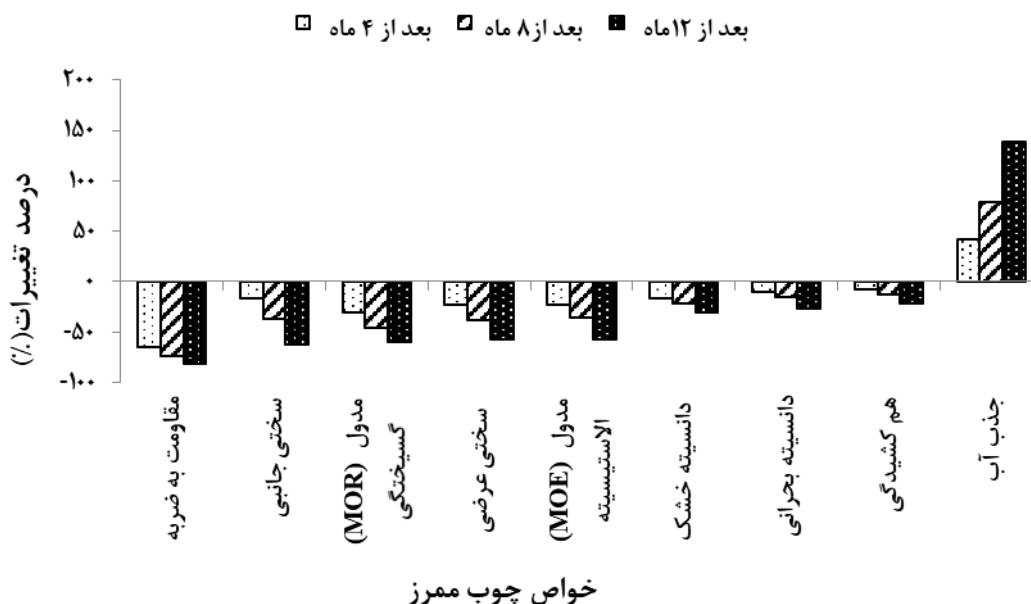 بعد از ۴ ماه بعد از۸ ماه بعد از ۱۲ماه
۲۰۰
۱۵۰
۱۰۰
۵۰
۰
-۵۰
-۱۰۰
درصد تغییرات(%)
مقاومت به ضربه
سختی جانبی
مدول (MOR)
گسیختگی
سختی عرضی
مدول (MOE)
الاستیسیته
دانسیته خشک
دانسیته بحرانی
هم کشیدگی
جذب آب
خواص چوب ممرز